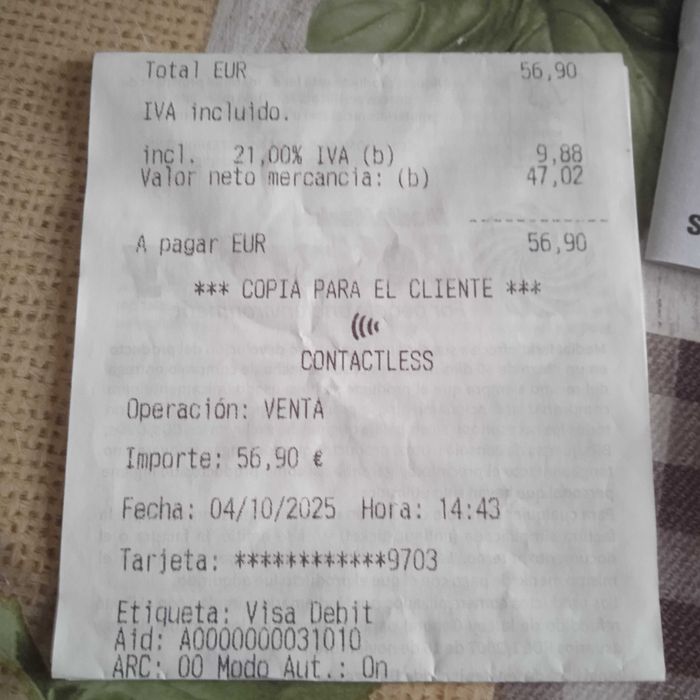 Total EUR 56,90
IVA incluido.
incl. 21,00% IVA (b) 9,88
Valor neto mercancia: (b) 47,02
A pagar EUR 56,90
*** COPIA PARA EL CLIENTE ***
CONTACTLESS
Operación: VENTA
Importe: 56,90 €
Fecha: 04/10/2025 Hora: 14:43
Tarjeta: ************9703
Etiqueta: Visa Debit
Aid: A0000000031010
ARC: 00 Modo Aut.: On
S